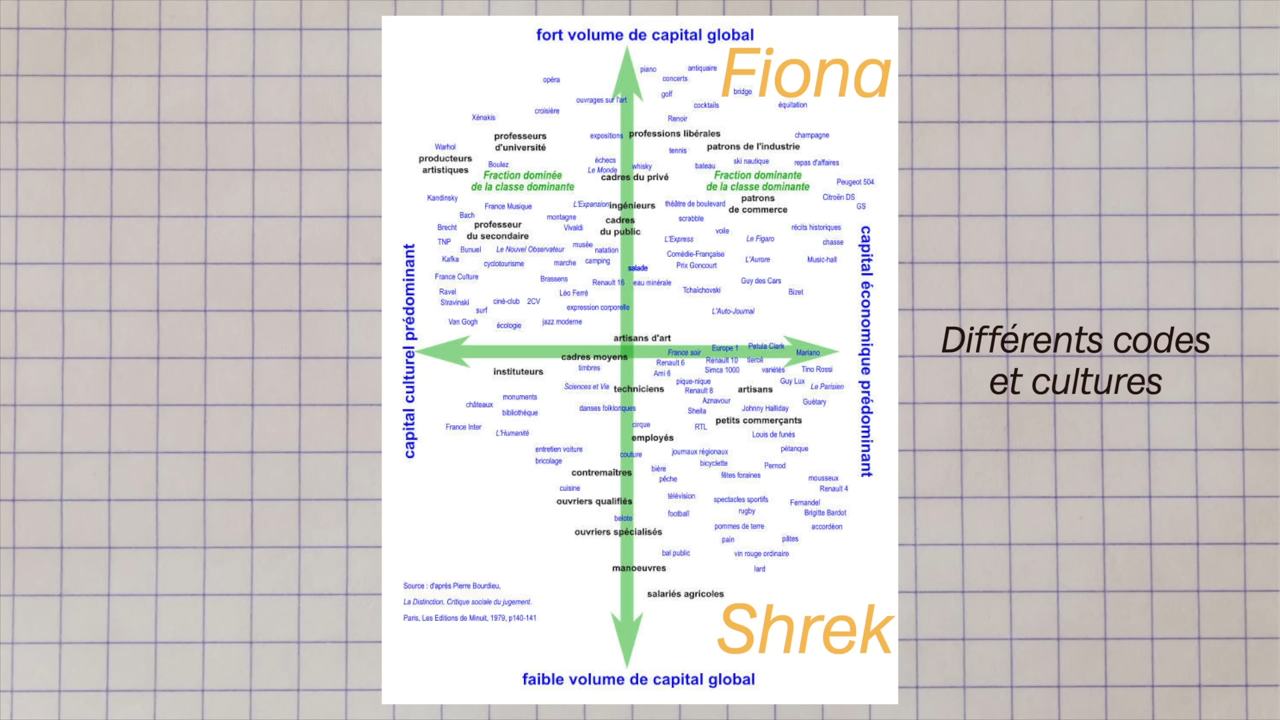 fort volume de capital global
Fiona
piano
antiquaire
opéra
concerts
golf
bridge
ouvrages sur l'art
cocktails
équitation
croisière
Xénakis
Renoir
professeurs
d'université
expositions
professions libérales
champagne
Warhol
tennis
patrons de l'industrie
producteurs
artistiques
Boulez
échecs
Le Monde
whisky
bateau
ski nautique
repas d'affaires
Fraction dominée
de la classe dominante
cadres du privé
Fraction dominante
de la classe dominante
Peugeot 504
Kandinsky
France Musique
L'Expansion
ingénieurs
théâtre de boulevard
patrons
de commerce
Citroën DS
GS
Bach
montagne
cadres
du public
scrabble
Brecht
professeur
du secondaire
Vivaldi
voile
récits historiques
TNP
L'Express
Le Figaro
chasse
Bunuel
Le Nouvel Observateur
musée
natation
Comédie-Française
Kafka
cyclotourisme
marche
camping
salade
Prix Goncourt
L'Aurore
Music-hall
France Culture
Brassens
Renault 16
eau minérale
Guy des Cars
Ravel
Léo Ferré
Tchaïchovski
Bizet
Stravinski
ciné-club
2CV
surf
expression corporelle
L'Auto-Journal
Van Gogh
écologie
jazz moderne
capital culturel prédominant
capital économique prédominant
artisans d'art
cadres moyens
France soir
Europe 1
Petula Clark
Mariano
timbres
Renault 6
Renault 10
tiercé
instituteurs
Ami 6
Simca 1000
variétés
Tino Rossi
Sciences et Vie
techniciens
pique-nique
Renault 8
artisans
Guy Lux
Le Parisien
monuments
Aznavour
Guétary
châteaux
bibliothèque
danses folkloriques
Sheila
Johnny Halliday
France Inter
L'Humanité
cirque
RTL
petits commerçants
employés
Louis de funès
entretien voiture
couture
journaux régionaux
pétanque
bricolage
bière
bicyclette
Pernod
contremaîtres
pêche
fêtes foraines
mousseux
cuisine
Renault 4
ouvriers qualifiés
télévision
spectacles sportifs
Fernandel
belote
football
rugby
Brigitte Bardot
ouvriers spécialisés
pommes de terre
accordéon
pain
pâtes
bal public
vin rouge ordinaire
manoeuvres
lard
salariés agricoles
Source : d'après Pierre Bourdieu,
La Distinction. Critique sociale du jugement.
Paris, Les Editions de Minuit, 1979, p140-141
Shrek
faible volume de capital global
Différents codes
et cultures